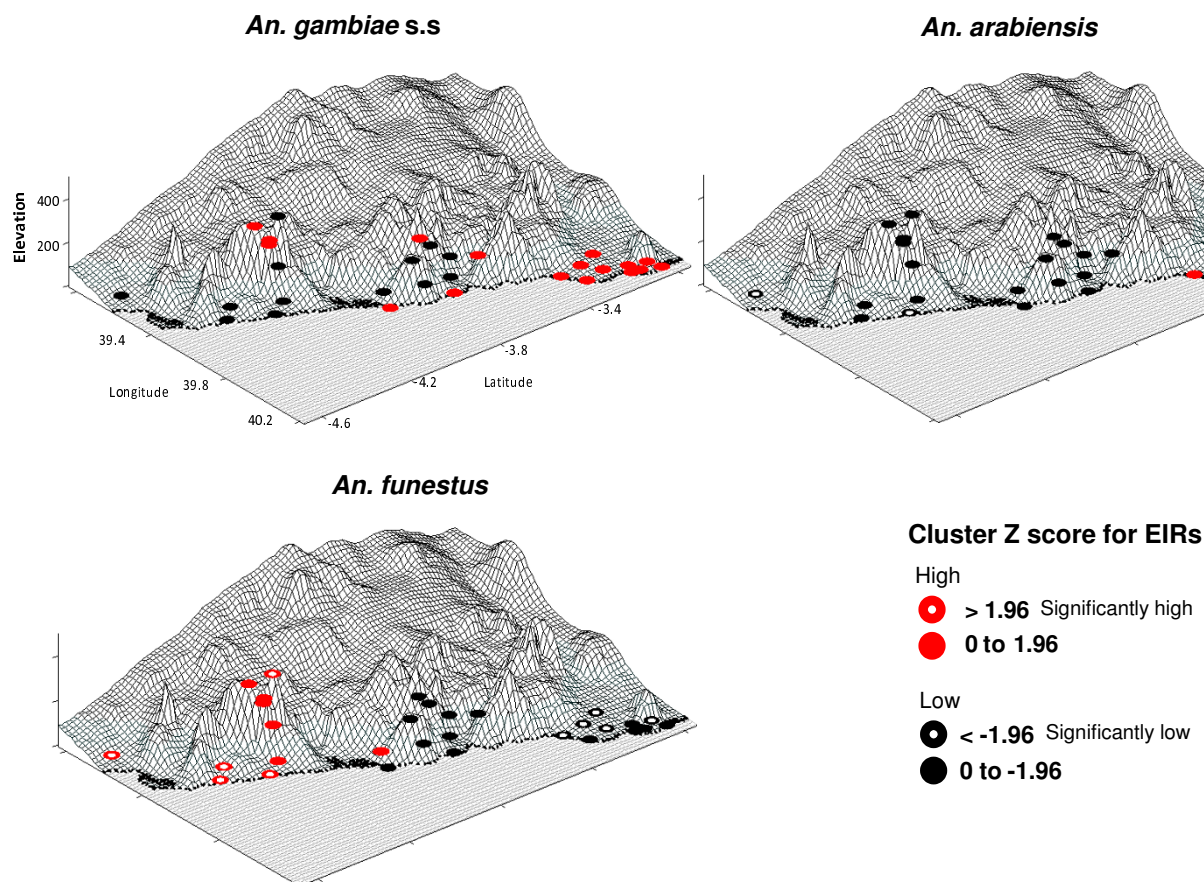 An. gambiae s.s
An. arabiensis
Elevation
400
200
39.4
Longitude
39.8
40.2
-4.6
-4.2
Latitude
-3.8
-3.4
An. funestus
Cluster Z score for EIRs
High
> 1.96 Significantly high
0 to 1.96
Low
< -1.96 Significantly low
0 to -1.96